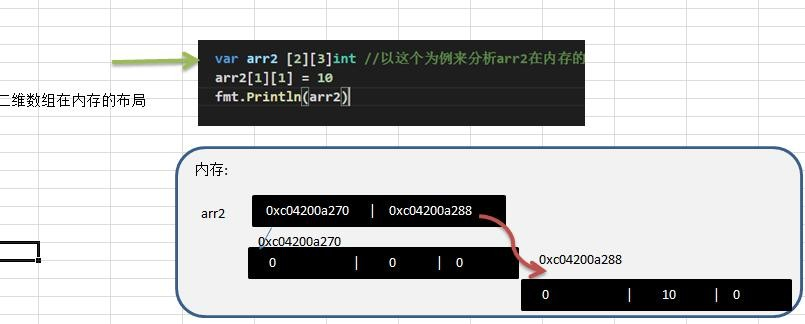 var arr2 [2][3]int //以这个为例来分析arr2在内存的
arr2[1][1] = 10
fmt.Println(arr2)
二维数组在内存的布局
内存:
arr2
0xc04200a270 | 0xc04200a288
0xc04200a270
0 | 0 | 0
0xc04200a288
0 | 10 | 0